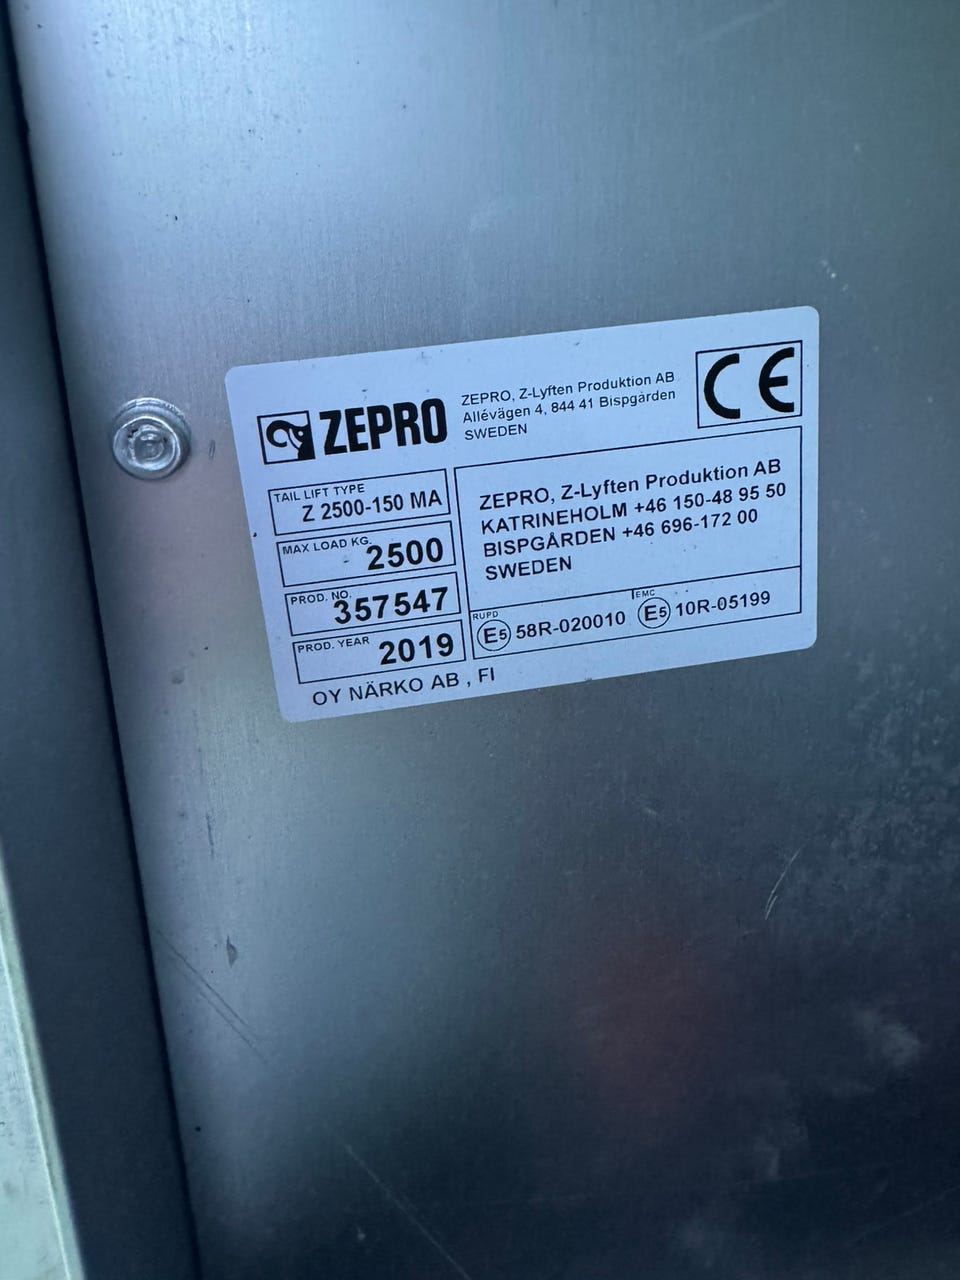 ZEPRO
ZEPRO, Z-Lyften Produktion AB
Allévägen 4, 844 41 Bispgården
SWEDEN
CE
TAIL LIFT TYPE
Z 2500-150 MA
MAX LOAD KG.
2500
PROD. NO.
357547
PROD. YEAR
2019
ZEPRO, Z-Lyften Produktion AB
KATRINEHOLM +46 150-48 95 50
BISPGÅRDEN +46 696-172 00
SWEDEN
RUPD
E5 58R-020010
EMC
E5 10R-05199
OY NÄRKO AB , FI